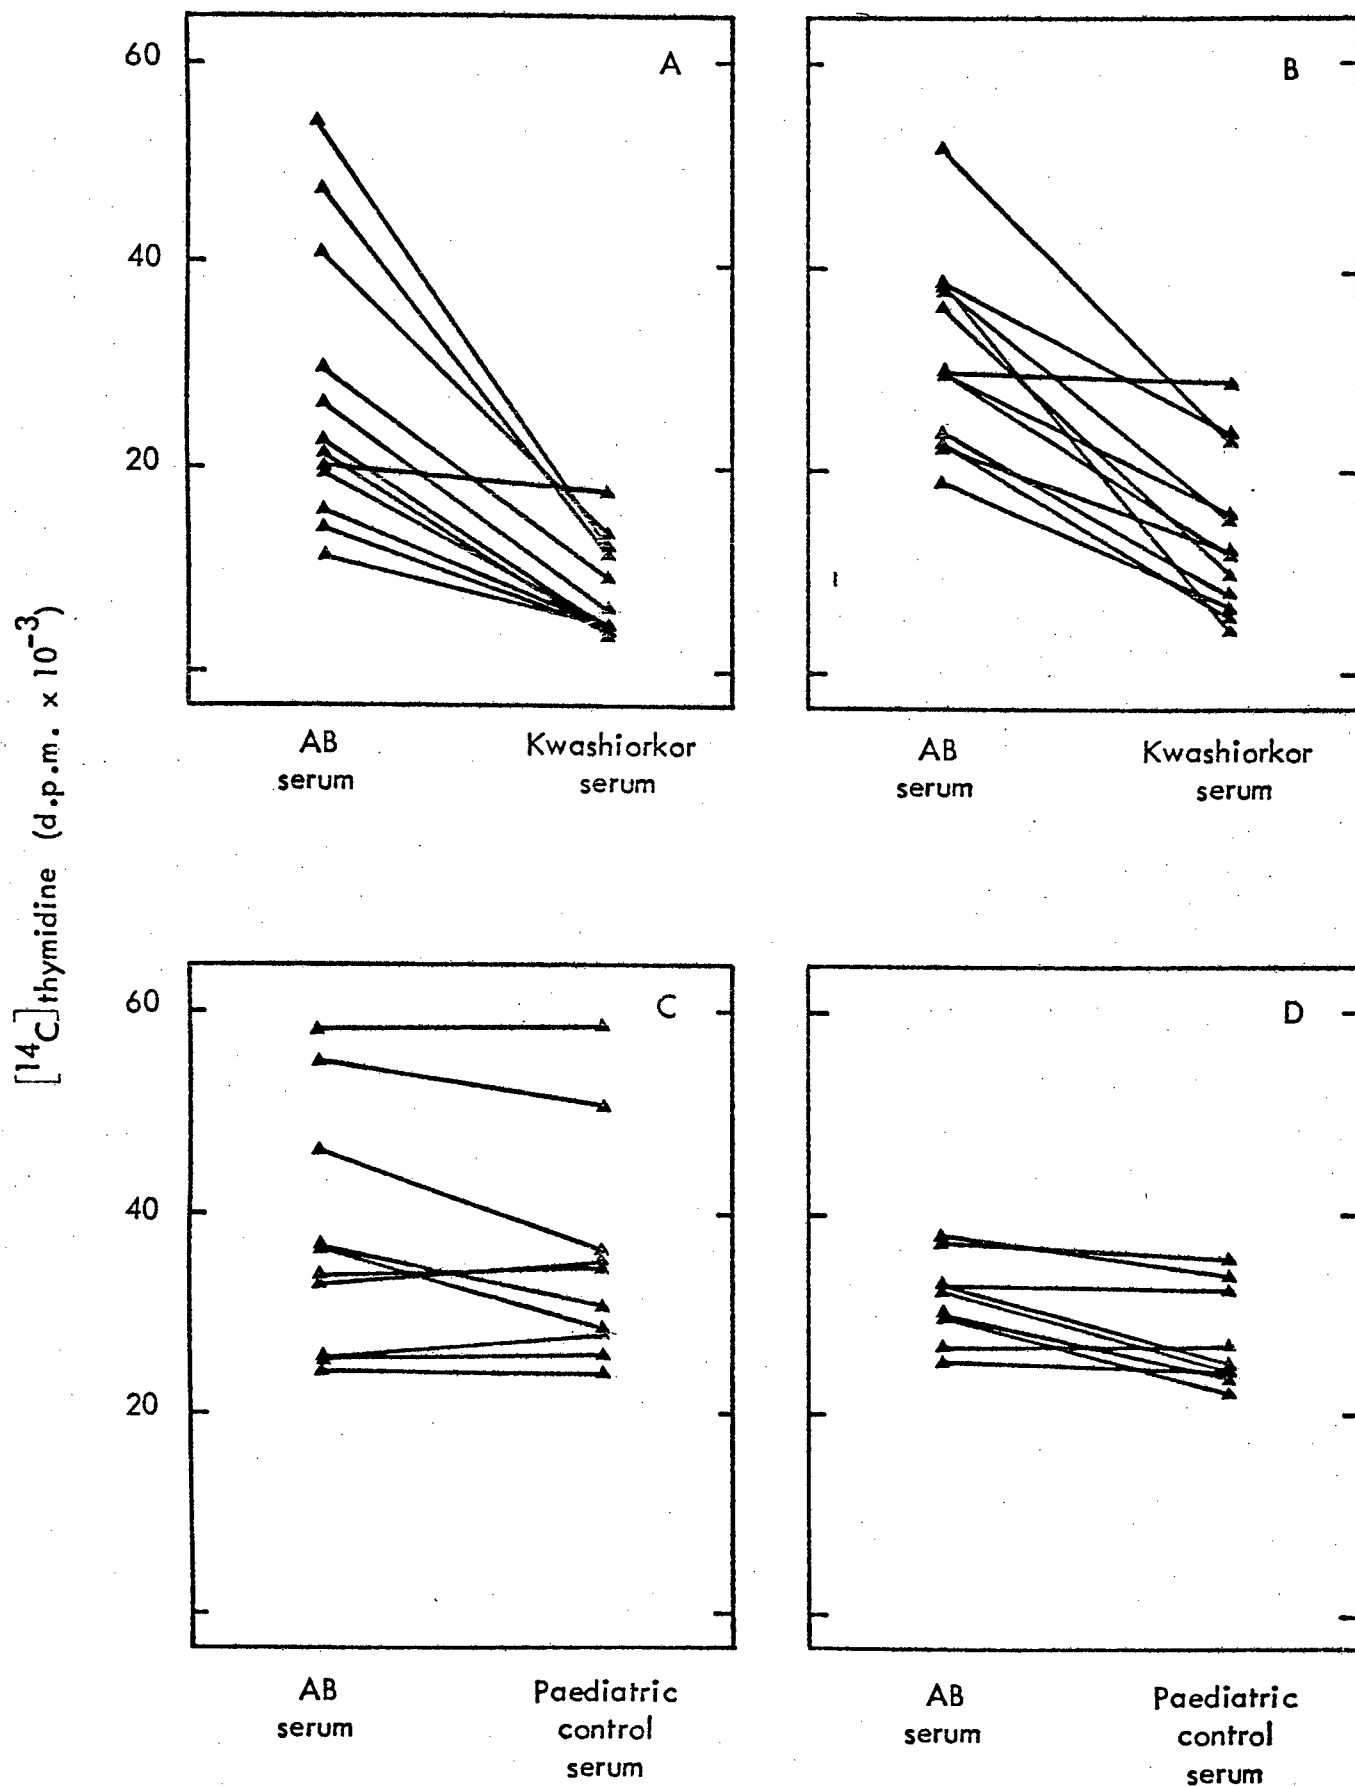 60
A
B
40
20
AB
serum
Kwashiorkor
serum
AB
serum
Kwashiorkor
serum
[¹⁴C]thymidine (d.p.m. x 10⁻³)
60
C
D
40
20
AB
serum
Paediatric
control
serum
AB
serum
Paediatric
control
serum